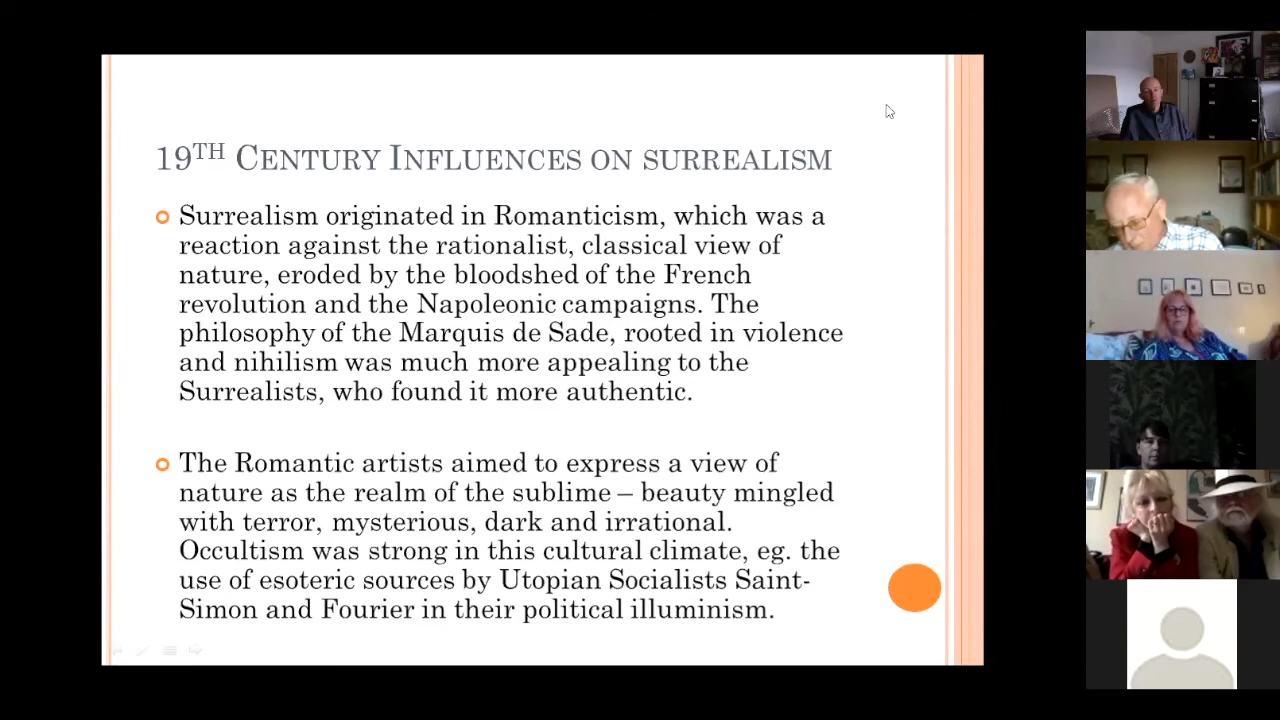 19TH CENTURY INFLUENCES ON SURREALISM
Surrealism originated in Romanticism, which was a
reaction against the rationalist, classical view of
nature, eroded by the bloodshed of the French
revolution and the Napoleonic campaigns. The
philosophy of the Marquis de Sade, rooted in violence
and nihilism was much more appealing to the
Surrealists, who found it more authentic.
The Romantic artists aimed to express a view of
nature as the realm of the sublime – beauty mingled
with terror, mysterious, dark and irrational.
Occultism was strong in this cultural climate, eg. the
use of esoteric sources by Utopian Socialists Saint-
Simon and Fourier in their political illuminism.